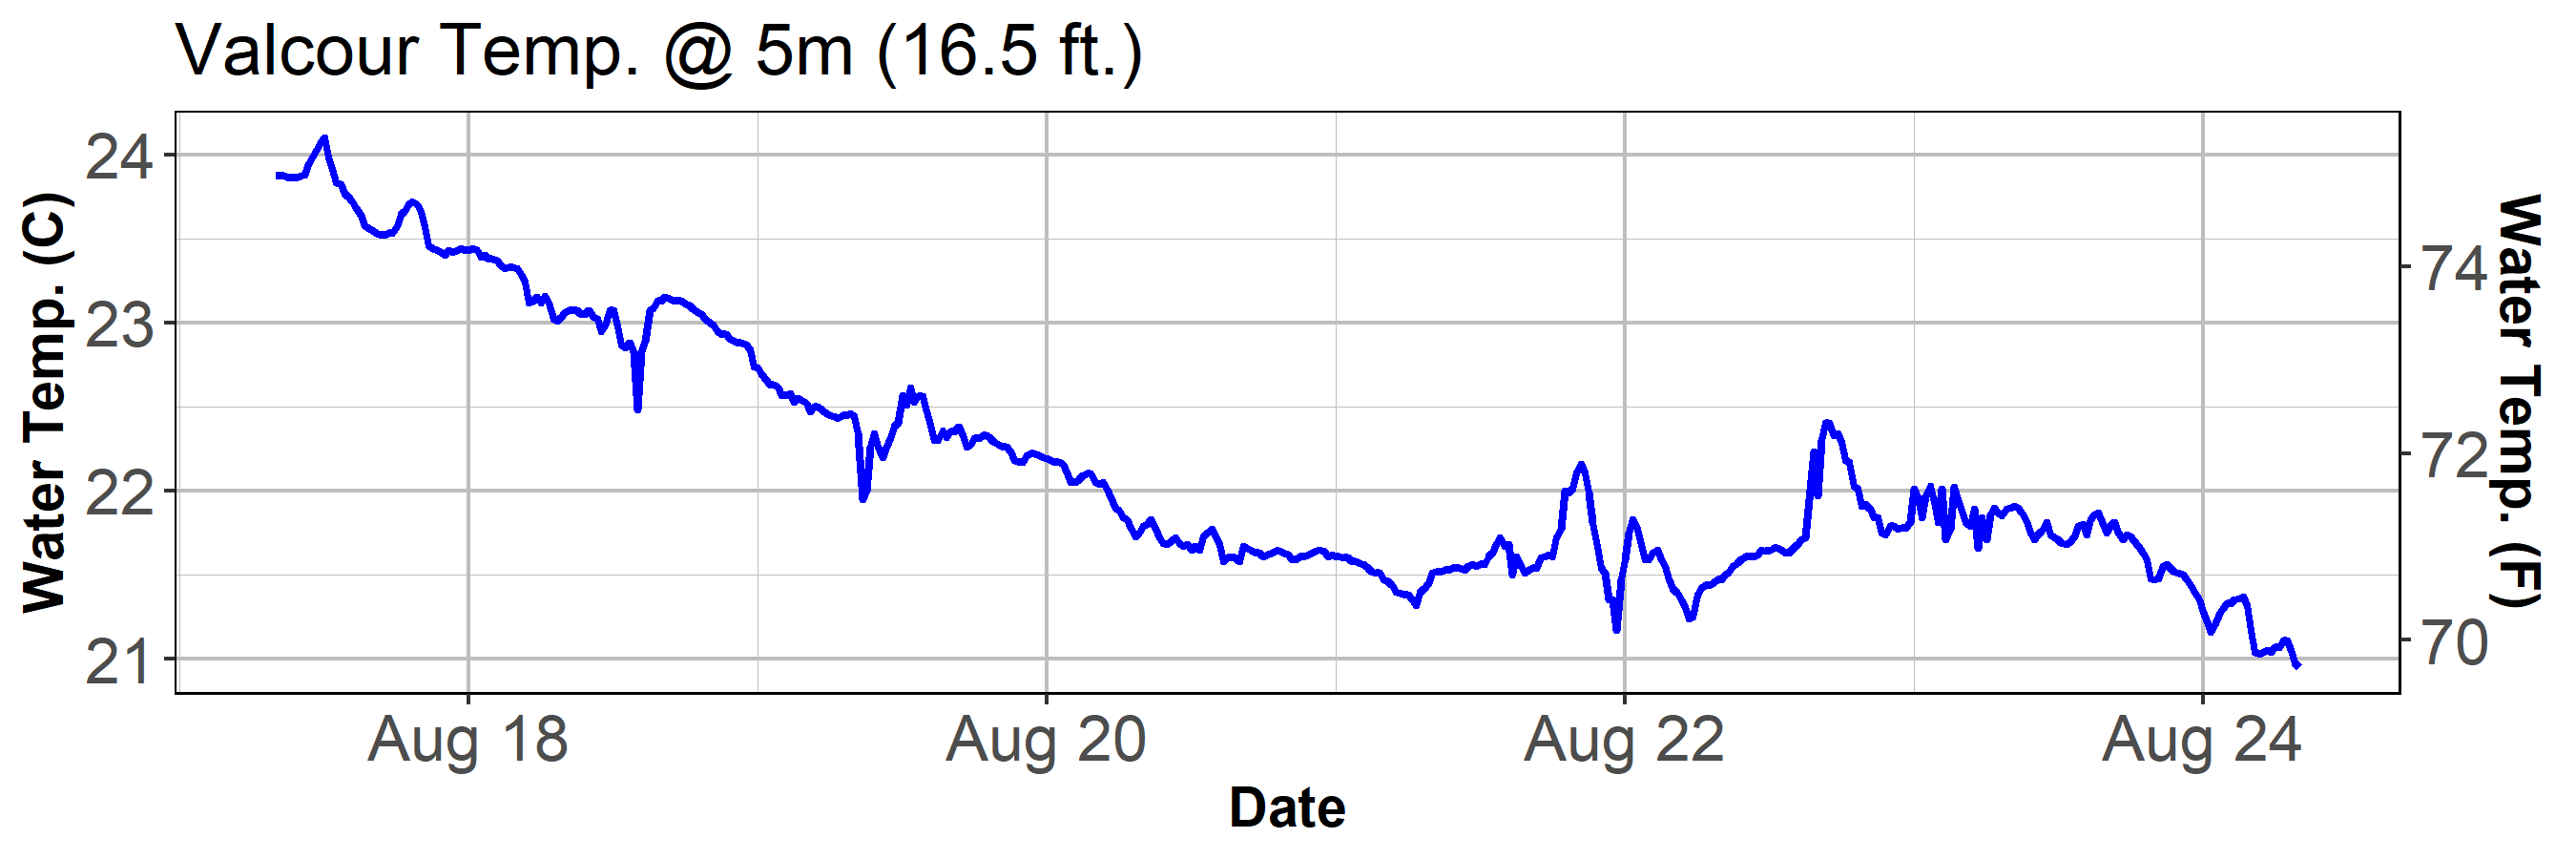 Valcour Temp. @ 5m (16.5 ft.)
Water Temp. (C)
24
23
22
21
74
72
70
Water Temp. (F)
Aug 18
Aug 20
Aug 22
Aug 24
Date